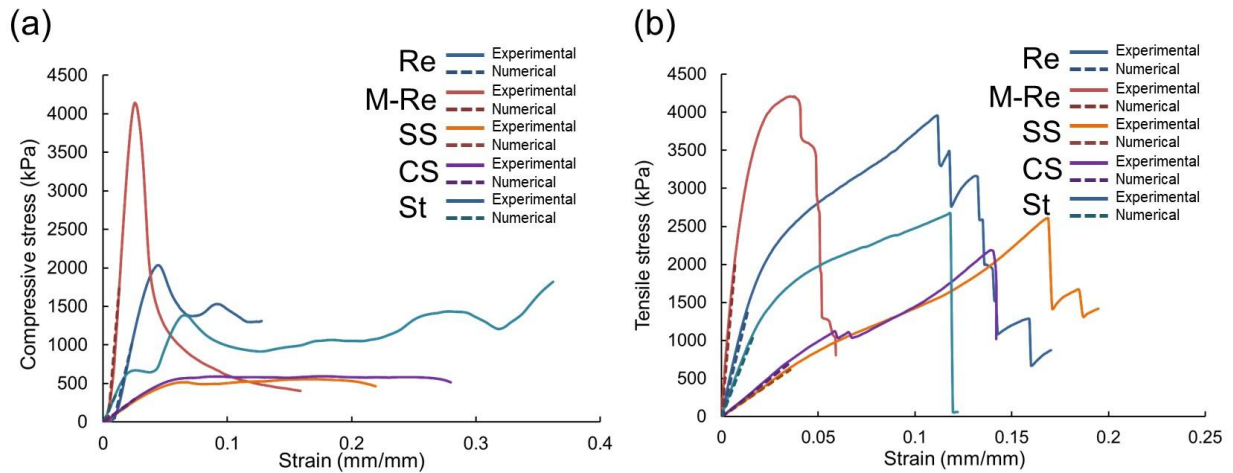 (a)
Compressive stress (kPa)
4500
4000
3500
3000
2500
2000
1500
1000
500
0
0
0.1
0.2
0.3
0.4
Strain (mm/mm)
Re
Experimental
Numerical
M-Re
Experimental
Numerical
SS
Experimental
Numerical
CS
Experimental
Numerical
St
Experimental
Numerical
(b)
Tensile stress (kPa)
4500
4000
3500
3000
2500
2000
1500
1000
500
0
0
0.05
0.1
0.15
0.2
0.25
Strain (mm/mm)
Re
Experimental
Numerical
M-Re
Experimental
Numerical
SS
Experimental
Numerical
CS
Experimental
Numerical
St
Experimental
Numerical